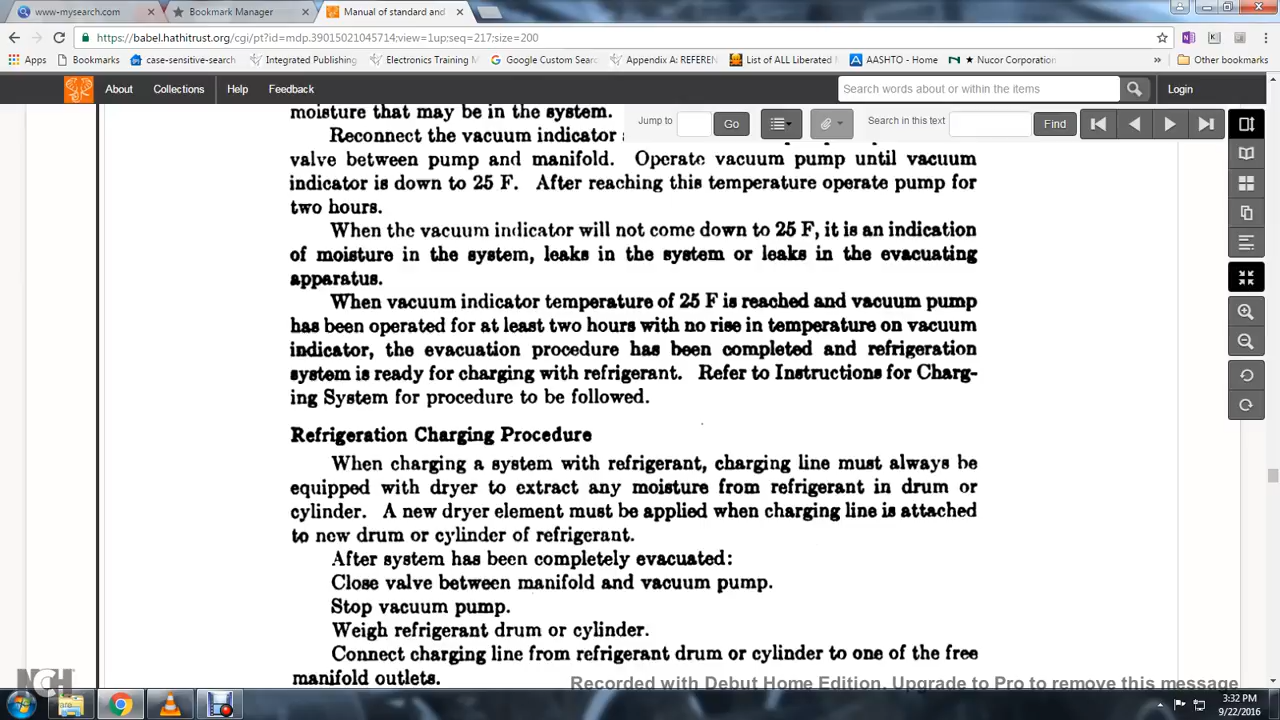 www-mysearch.com
Bookmark Manager
Manual of standard and
https://babel.hathitrust.org/cgi/pt?id=mdp.39015021045714;view=1up;seq=217;size=200
Apps
Bookmarks
case-sensitive-search
Integrated Publishing
Electronics Training M
Google Custom Searc
Appendix A: REFEREN
List of ALL Liberated
AASHTO - Home
Nucor Corporation
»
Other bookmarks
About
Collections
Help
Feedback
Search words about or within the items
Login
Jump to
Go
Search in this text
Find
moisture that may be in the system.
Reconnect the vacuum indicator
valve between pump and manifold. Operate vacuum pump until vacuum
indicator is down to 25 F. After reaching this temperature operate pump for
two hours.
When the vacuum indicator will not come down to 25 F, it is an indication
of moisture in the system, leaks in the system or leaks in the evacuating
apparatus.
When vacuum indicator temperature of 25 F is reached and vacuum pump
has been operated for at least two hours with no rise in temperature on vacuum
indicator, the evacuation procedure has been completed and refrigeration
system is ready for charging with refrigerant. Refer to Instructions for Charg-
ing System for procedure to be followed.
Refrigeration Charging Procedure
When charging a system with refrigerant, charging line must always be
equipped with dryer to extract any moisture from refrigerant in drum or
cylinder. A new dryer element must be applied when charging line is attached
to new drum or cylinder of refrigerant.
After system has been completely evacuated:
Close valve between manifold and vacuum pump.
Stop vacuum pump.
Weigh refrigerant drum or cylinder.
Connect charging line from refrigerant drum or cylinder to one of the free
manifold outlets.
NCH
Recorded with Debut Home Edition. Upgrade to Pro to remove this message
3:32 PM
9/22/2016